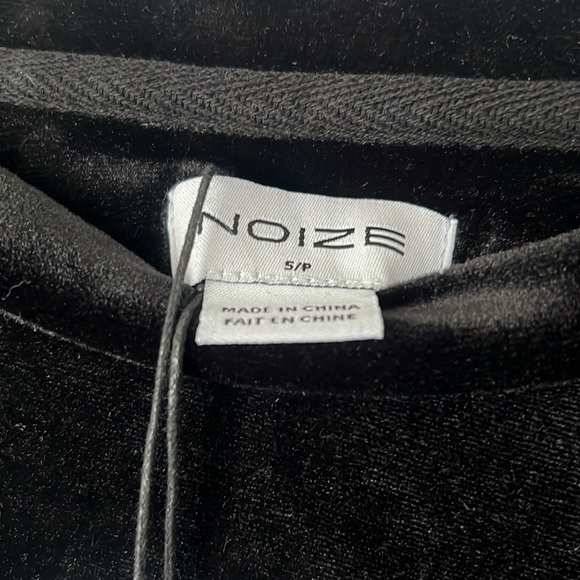 NOIZE
S/P
MADE IN CHINA
FAIT EN CHINE